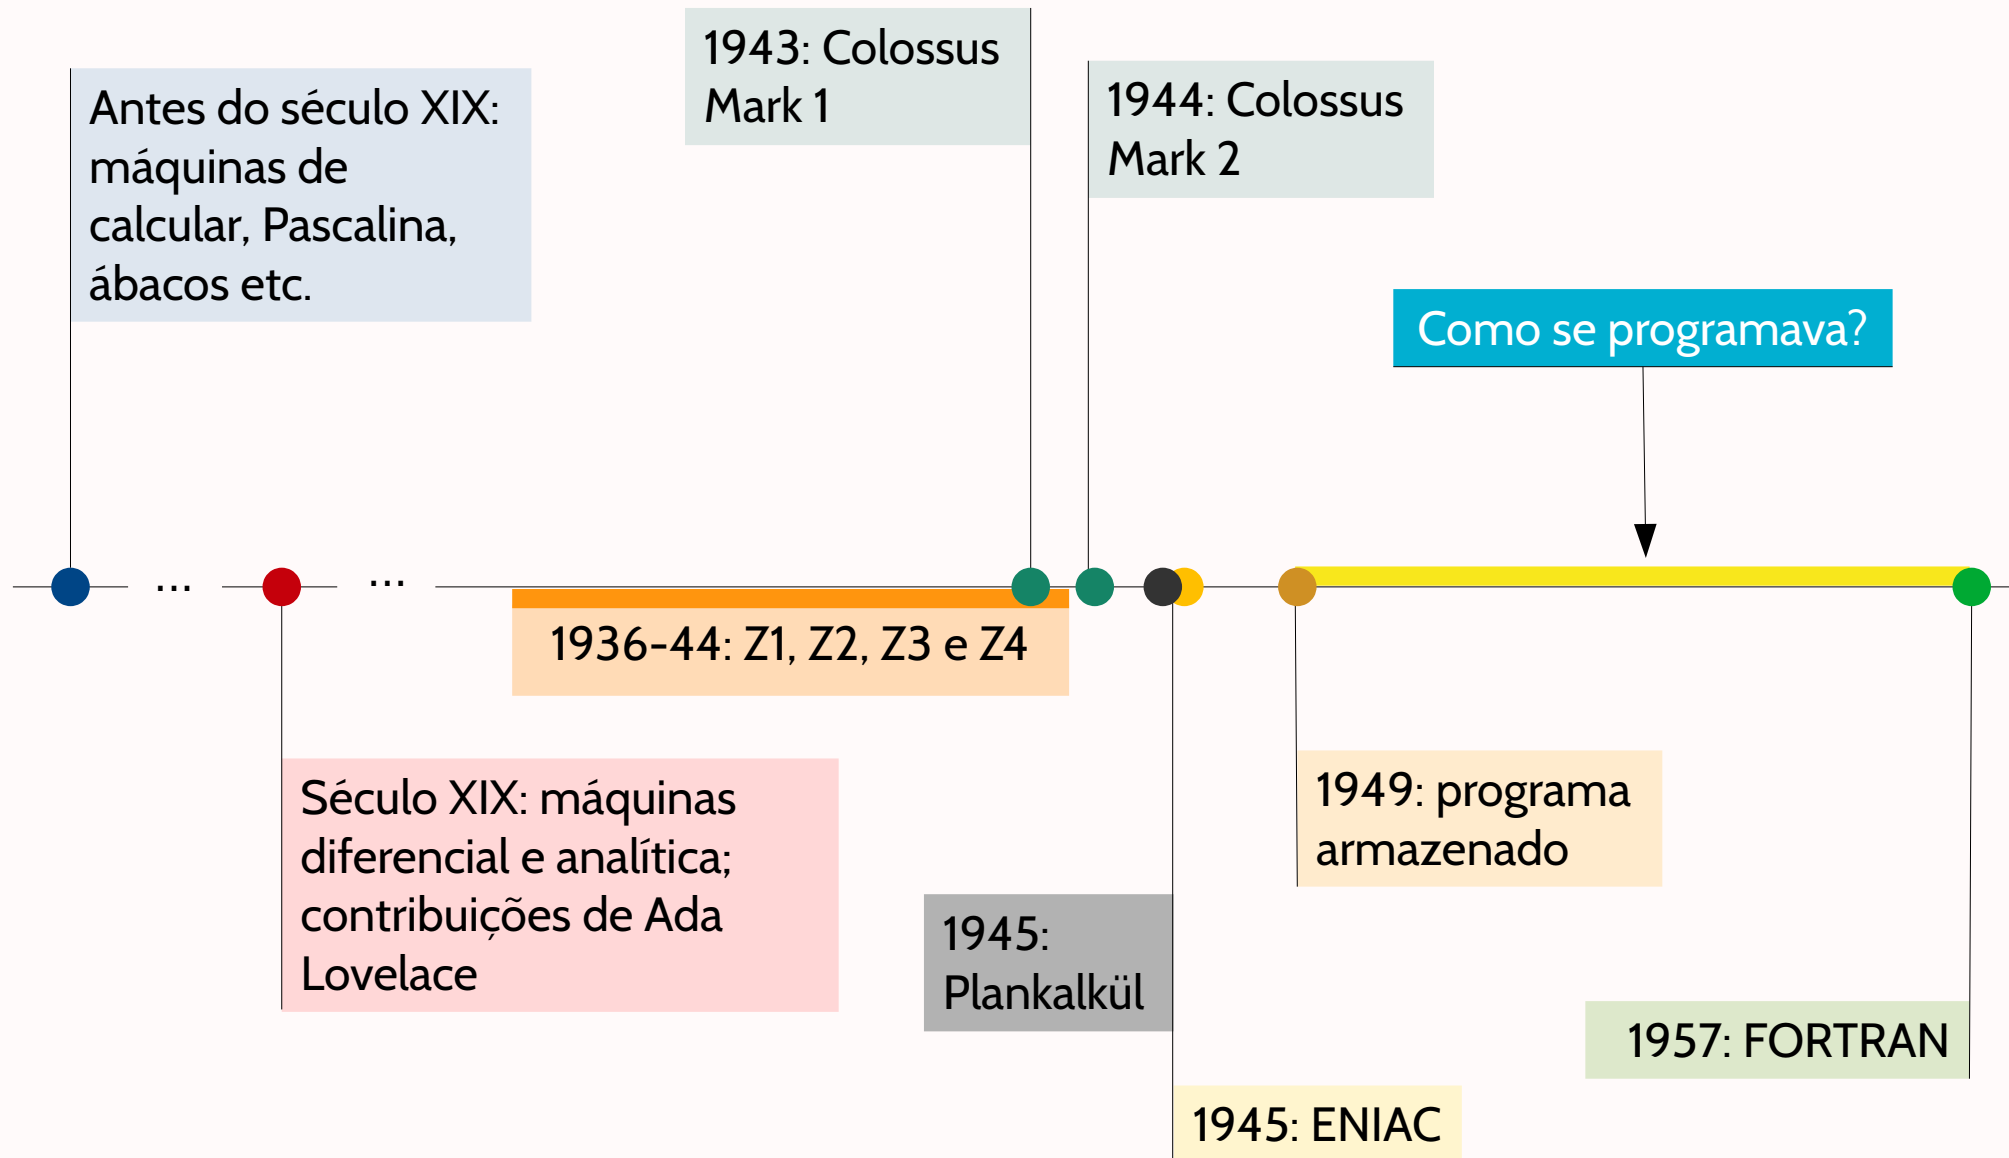 Antes do século XIX:
máquinas de
calcular, Pascalina,
ábacos etc.
1943: Colossus
Mark 1
1944: Colossus
Mark 2
Como se programava?
...
...
1936-44: Z1, Z2, Z3 e Z4
Século XIX: máquinas
diferencial e analítica;
contribuições de Ada
Lovelace
1945:
Plankalkül
1945: ENIAC
1949: programa
armazenado
1957: FORTRAN